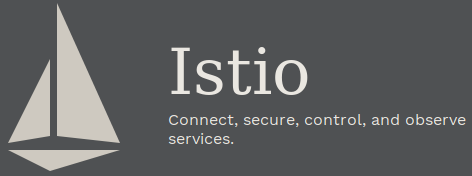 Istio
Connect, secure, control, and observe
services.